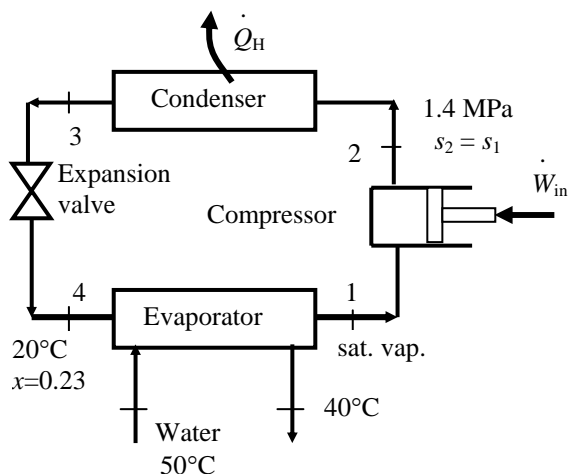 Q̇H
Condenser
1.4 MPa
s2 = s1
3
2
Expansion
valve
Ẇin
Compressor
4
1
Evaporator
20°C
x=0.23
sat. vap.
40°C
Water
50°C